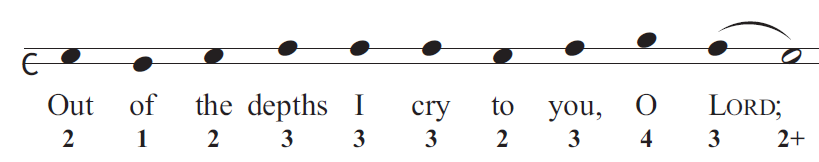 C
Out of the depths I cry to you, O LORD;
2 1 2 3 3 3 2 3 4 3 2+